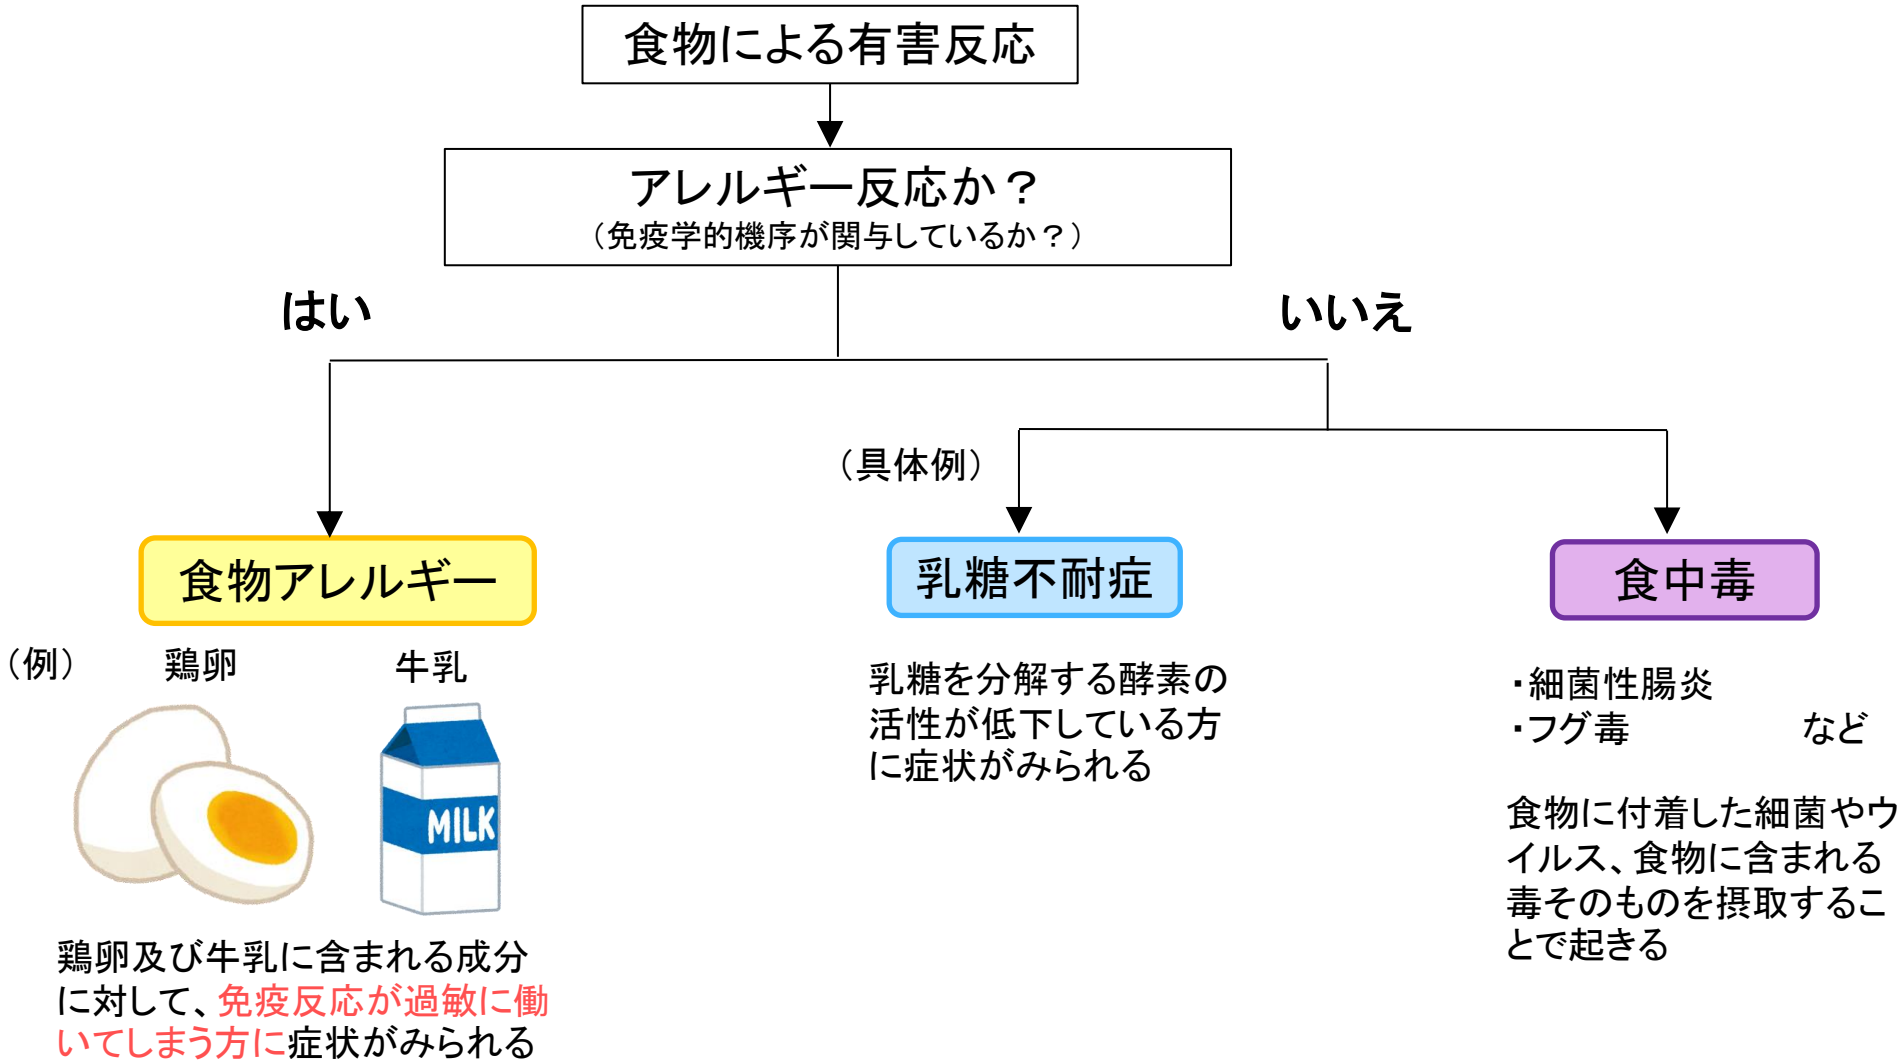 食物による有害反応
アレルギー反応か？
（免疫学的機序が関与しているか？）
はい
いいえ
（具体例）
食物アレルギー
乳糖不耐症
食中毒
（例）
鶏卵
牛乳
MILK
鶏卵及び牛乳に含まれる成分
に対して、免疫反応が過敏に働
いてしまう方に症状がみられる
乳糖を分解する酵素の
活性が低下している方
に症状がみられる
・細菌性腸炎
・フグ毒 など
食物に付着した細菌やウ
イルス、食物に含まれる
毒そのものを摂取するこ
とで起きる